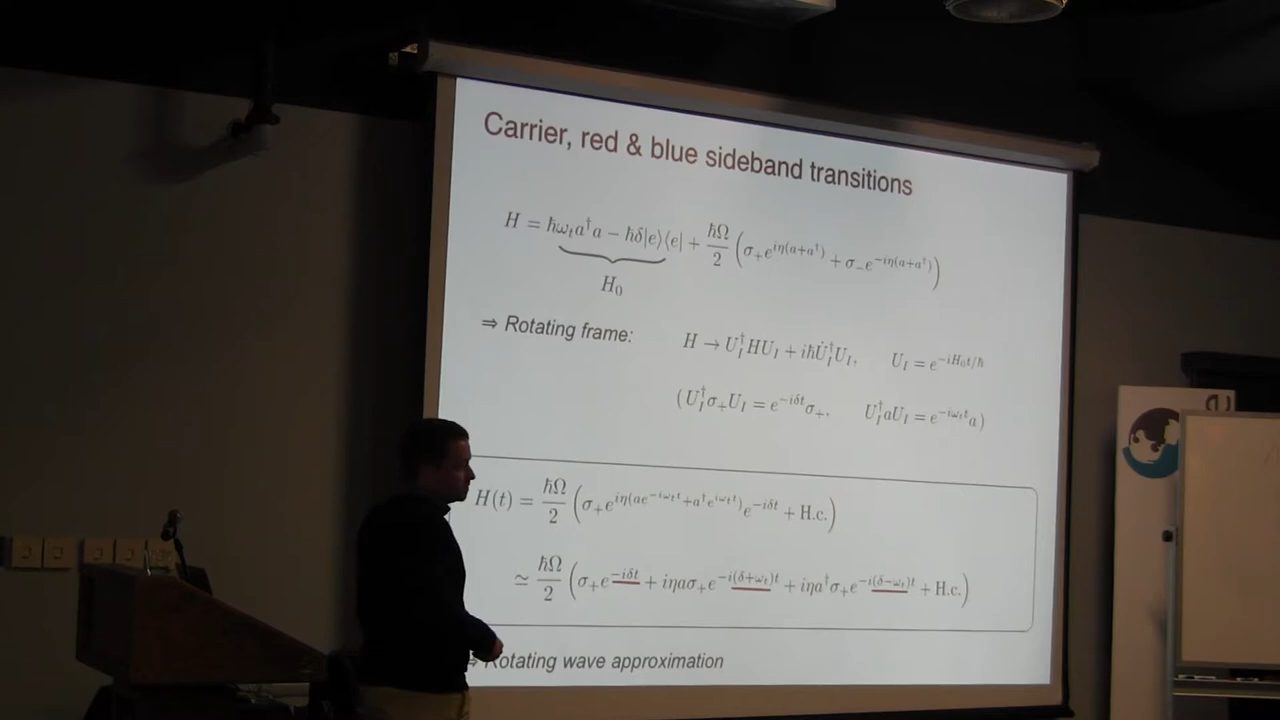 Carrier, red & blue sideband transitions
H = ħω_t a†a − ħδ|e⟩⟨e| + ħΩ/2 (σ₊e^{iη(a+a†)} + σ₋e^{−iη(a+a†)})
H₀
⇒ Rotating frame: H → U_I†HU_I + iħU̇_I†U_I, U_I = e^{−iH₀t/ħ}
(U_I†σ₊U_I = e^{−iδt}σ₊, U_I†aU_I = e^{−iω_t t}a)
H(t) = ħΩ/2 (σ₊e^{iη(ae^{−iω_t t}+a†e^{iω_t t})}e^{−iδt} + H.c.)
≃ ħΩ/2 (σ₊e^{−iδt} + iηaσ₊e^{−i(δ+ω_t)t} + iηa†σ₊e^{−i(δ−ω_t)t} + H.c.)
⇒ Rotating wave approximation